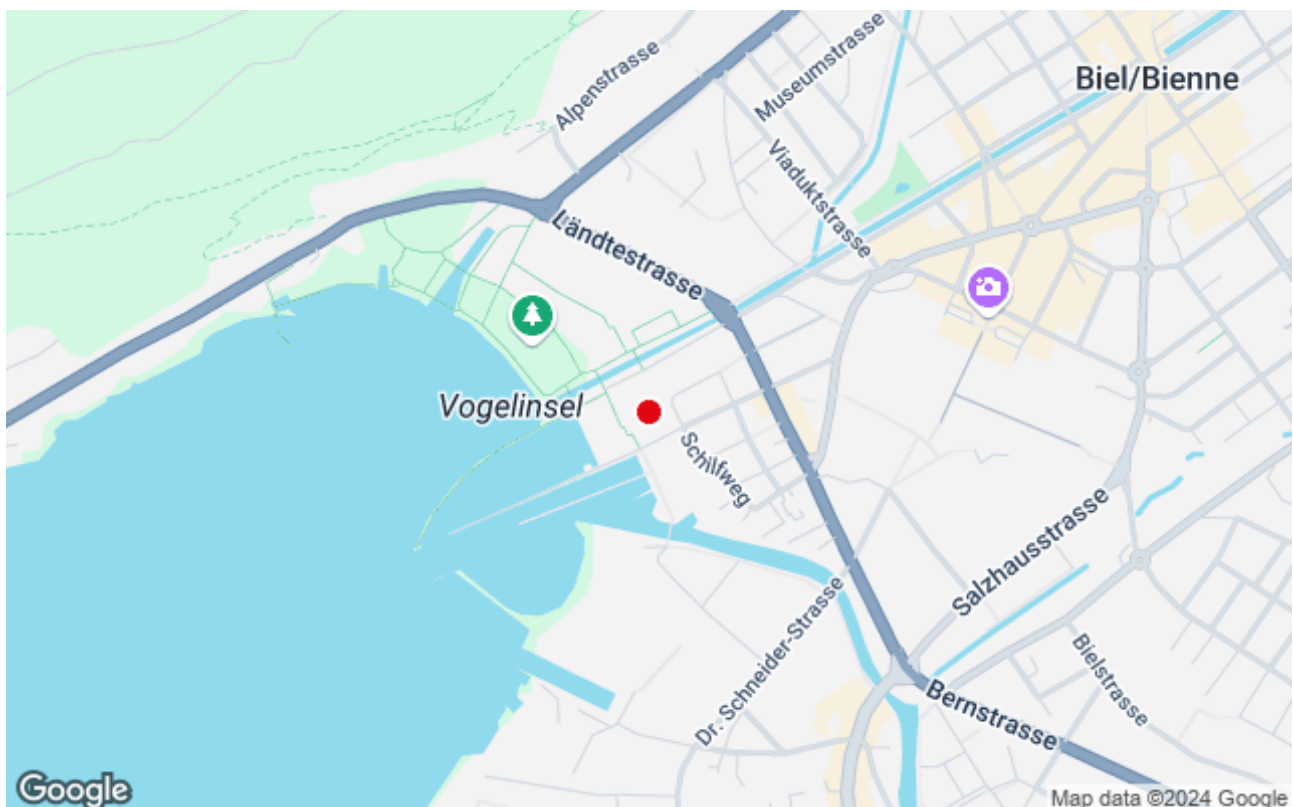 Alpenstrasse
Museumstrasse
Biel/Bienne
Viaduktstrasse
Ländtestrasse
Vogelinsel
Schilfweg
Salzhausstrasse
Dr. Schneider-Strasse
Bielstrasse
Bernstrasse
Google
Map data ©2024 Google